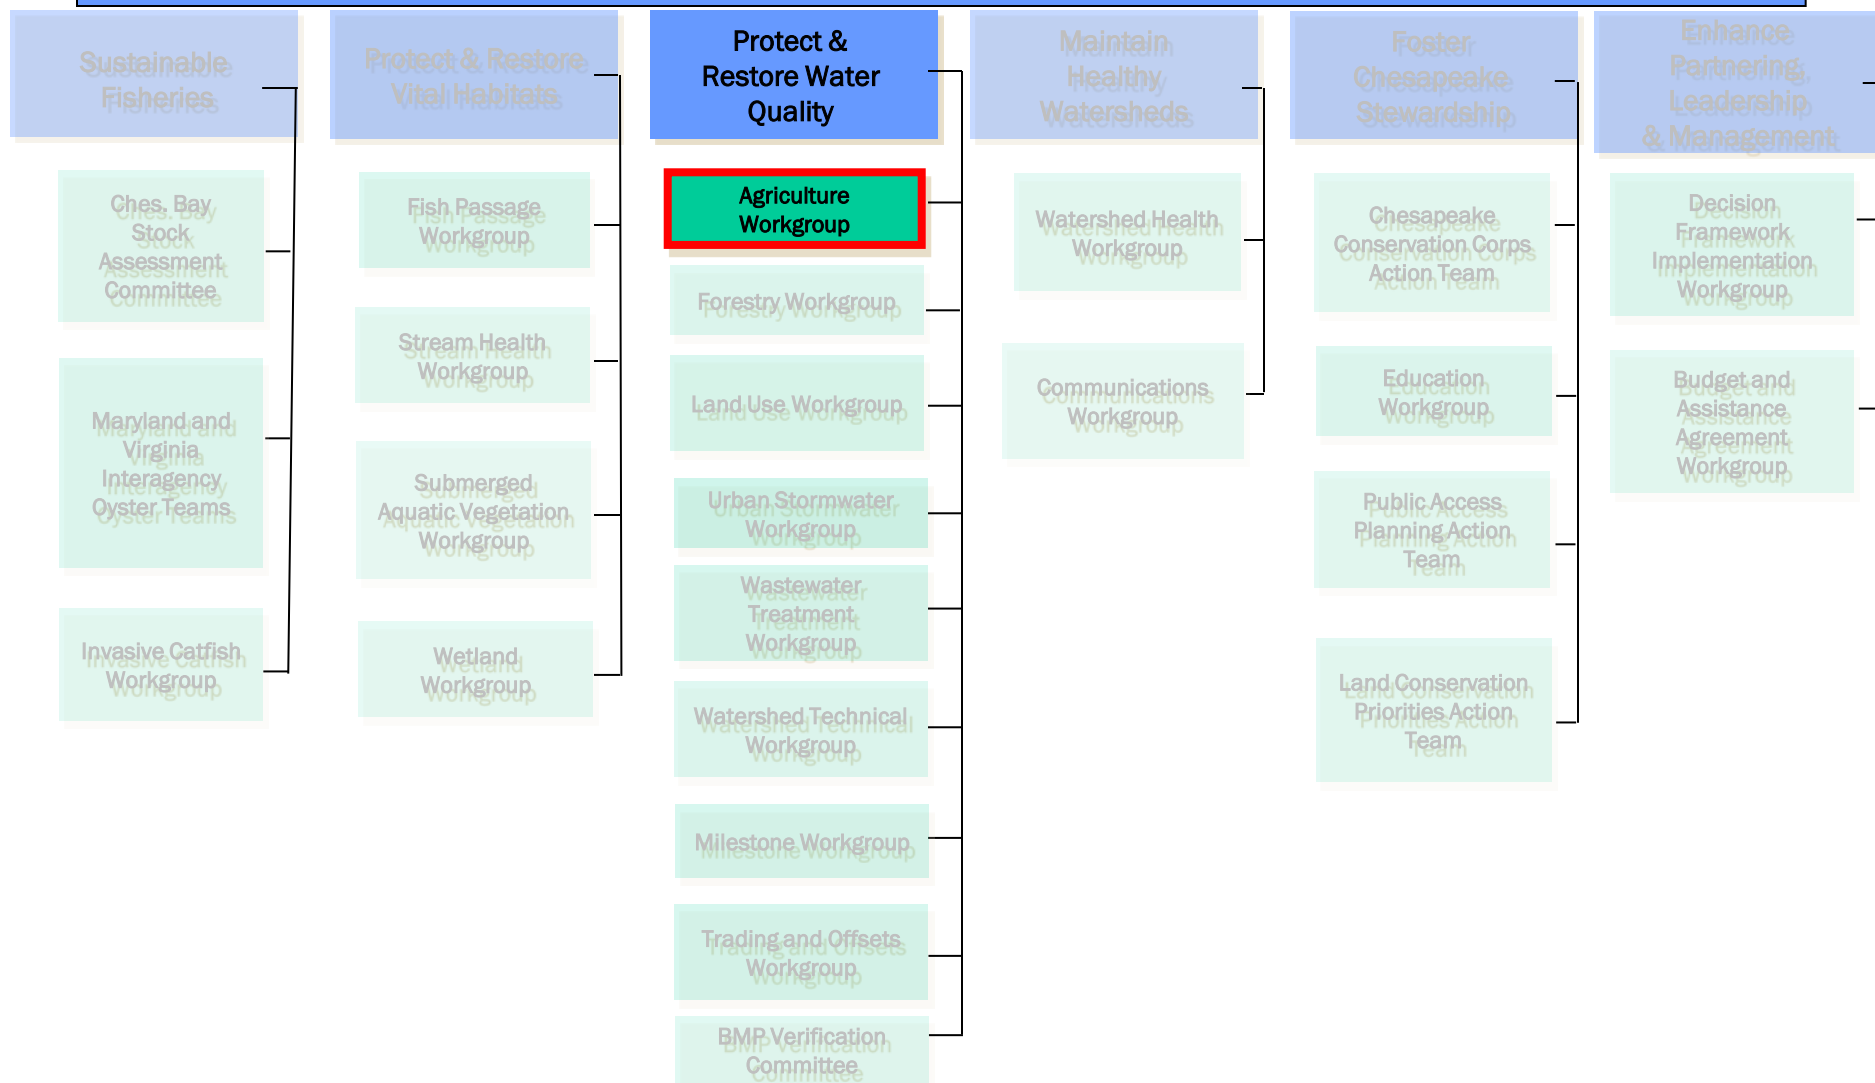 Sustainable
Fisheries
Ches. Bay
Stock
Assessment
Committee
Maryland and
Virginia
Interagency
Oyster Teams
Invasive Catfish
Workgroup
Protect & Restore
Vital Habitats
Fish Passage
Workgroup
Stream Health
Workgroup
Submerged
Aquatic Vegetation
Workgroup
Wetland
Workgroup
Protect &
Restore Water
Quality
Agriculture
Workgroup
Forestry Workgroup
Land Use Workgroup
Urban Stormwater
Workgroup
Wastewater
Treatment
Workgroup
Watershed Technical
Workgroup
Milestone Workgroup
Trading and Offsets
Workgroup
BMP Verification
Committee
Maintain
Healthy
Watersheds
Watershed Health
Workgroup
Communications
Workgroup
Foster
Chesapeake
Stewardship
Chesapeake
Conservation Corps
Action Team
Education
Workgroup
Public Access
Planning Action
Team
Land Conservation
Priorities Action
Team
Enhance
Partnering,
Leadership
& Management
Decision
Framework
Implementation
Workgroup
Budget and
Assistance
Agreement
Workgroup